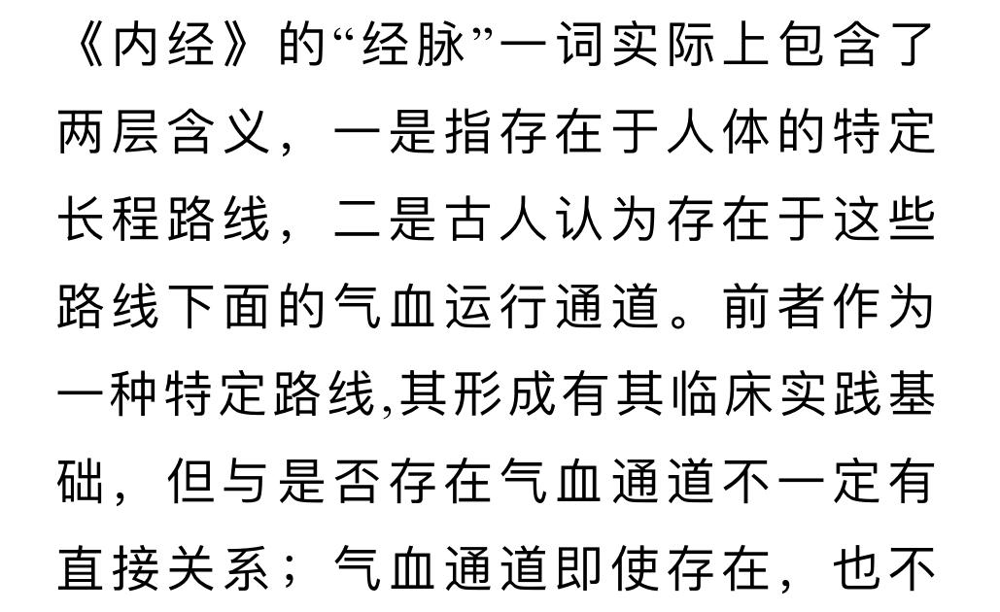 《内经》的“经脉”一词实际上包含了
两层含义，一是指存在于人体的特定
长程路线，二是古人认为存在于这些
路线下面的气血运行通道。前者作为
一种特定路线,其形成有其临床实践基
础，但与是否存在气血通道不一定有
直接关系；气血通道即使存在，也不